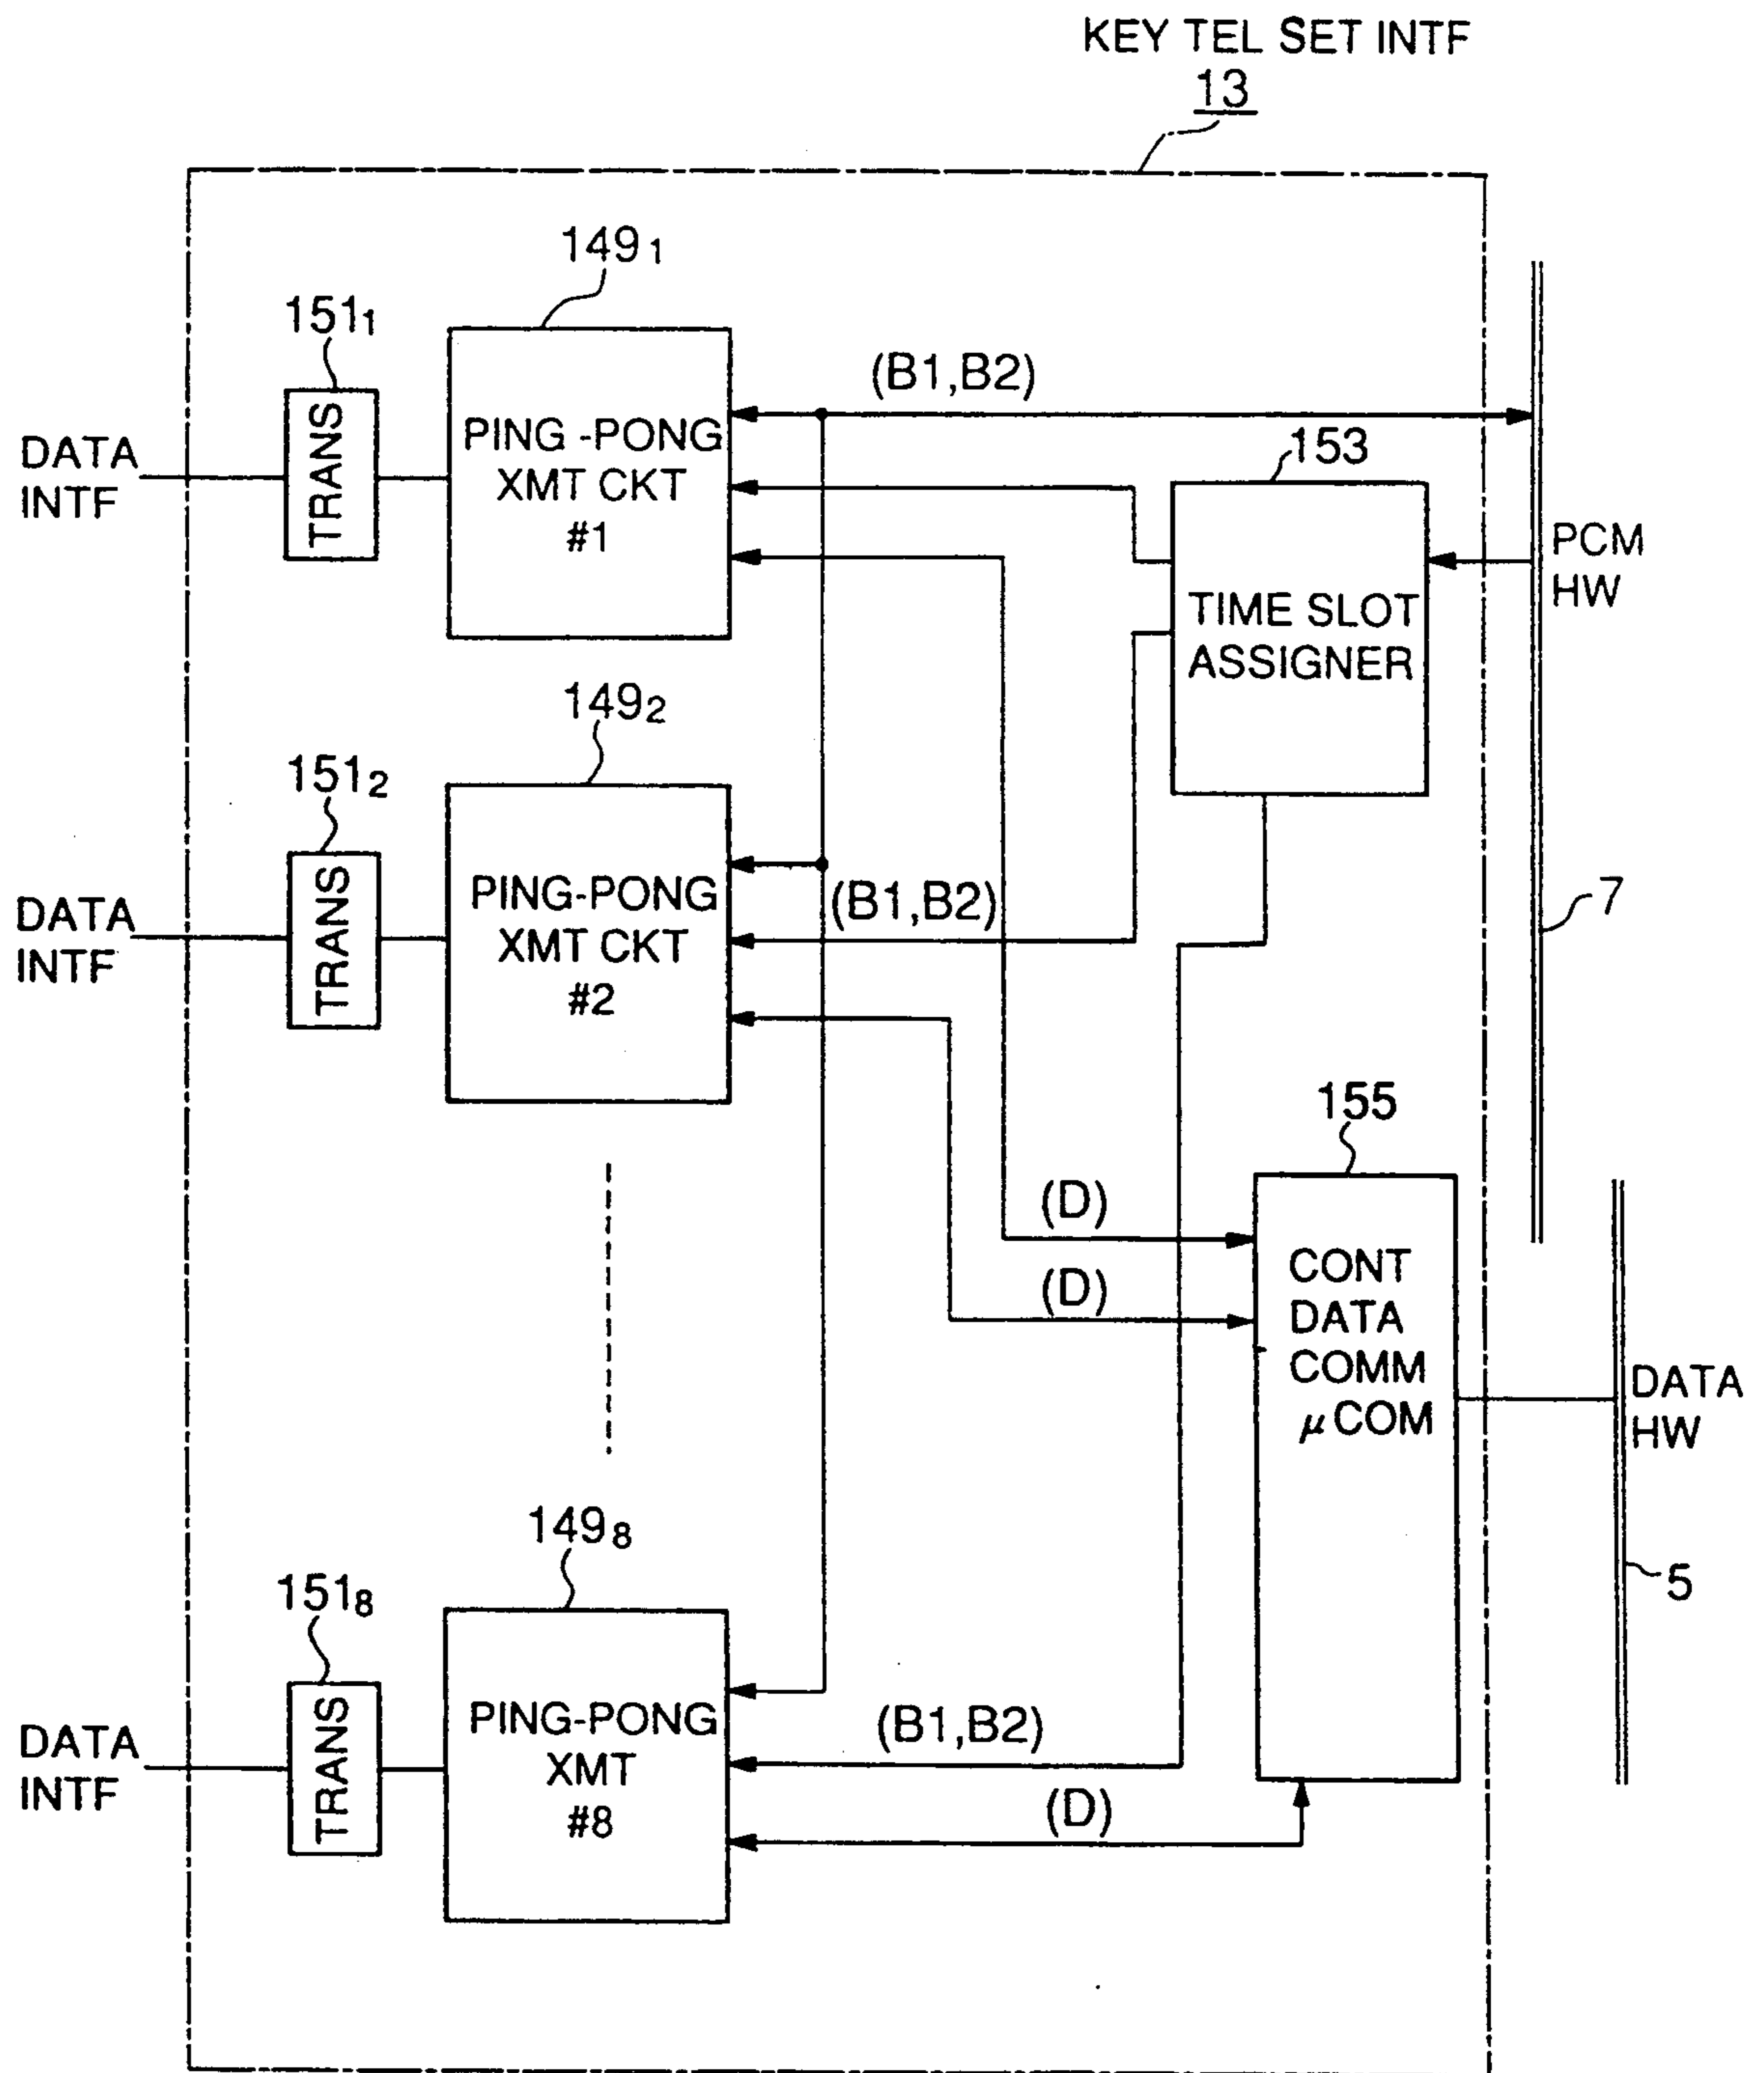 KEY TEL SET INTF
13
149₁
151₁
(B1,B2)
DATA
INTF
TRANS
PING -PONG
XMT CKT
#1
153
TIME SLOT
ASSIGNER
PCM
HW
149₂
151₂
DATA
INTF
TRANS
PING-PONG
XMT CKT
#2
(B1,B2)
7
155
(D)
(D)
CONT
DATA
COMM
μCOM
DATA
HW
5
149₈
151₈
DATA
INTF
TRANS
PING-PONG
XMT
#8
(B1,B2)
(D)